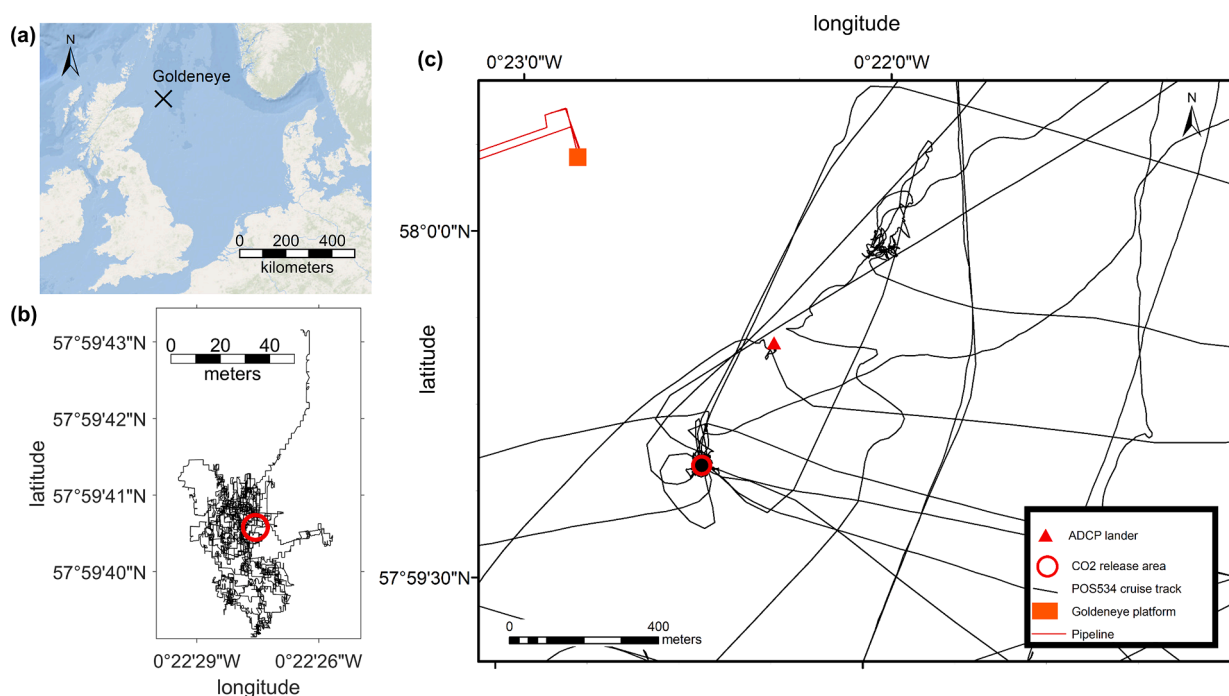 (a)
N
Goldeneye
0 200 400
kilometers
(b)
latitude
57°59'43"N
57°59'42"N
57°59'41"N
57°59'40"N
0 20 40
meters
0°22'29"W 0°22'26"W
longitude
longitude
(c)
0°23'0"W 0°22'0"W
N
latitude
58°0'0"N
57°59'30"N
0 400
meters
ADCP lander
CO2 release area
POS534 cruise track
Goldeneye platform
Pipeline